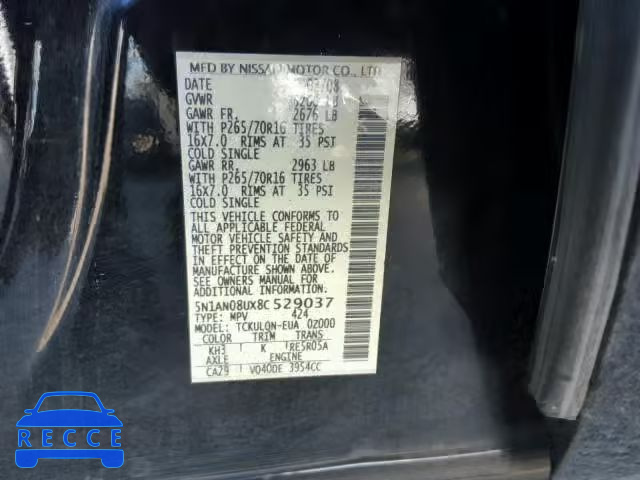 MFD BY NISSAN MOTOR CO., LTD
DATE 02/08
GVWR LB
GAWR FR. 2676 LB
WITH P265/70R16 TIRES
16X7.0 RIMS AT 35 PSI
COLD SINGLE
GAWR RR. 2963 LB
WITH P265/70R16 TIRES
16X7.0 RIMS AT 35 PSI
COLD SINGLE
THIS VEHICLE CONFORMS TO
ALL APPLICABLE FEDERAL
MOTOR VEHICLE SAFETY AND
THEFT PREVENTION STANDARDS
IN EFFECT ON THE DATE OF
MANUFACTURE SHOWN ABOVE.
SEE OWNERS MANUAL FOR
ADDITIONAL INFORMATION
5N1AN08UX8C529037
TYPE: MPV 424
MODEL: TCKULQN-EUA 0Z000
COLOR TRIM TRANS
KH3 K RE5R05A
AXLE ENGINE
CA29 VQ40DE 3954CC
RECCE